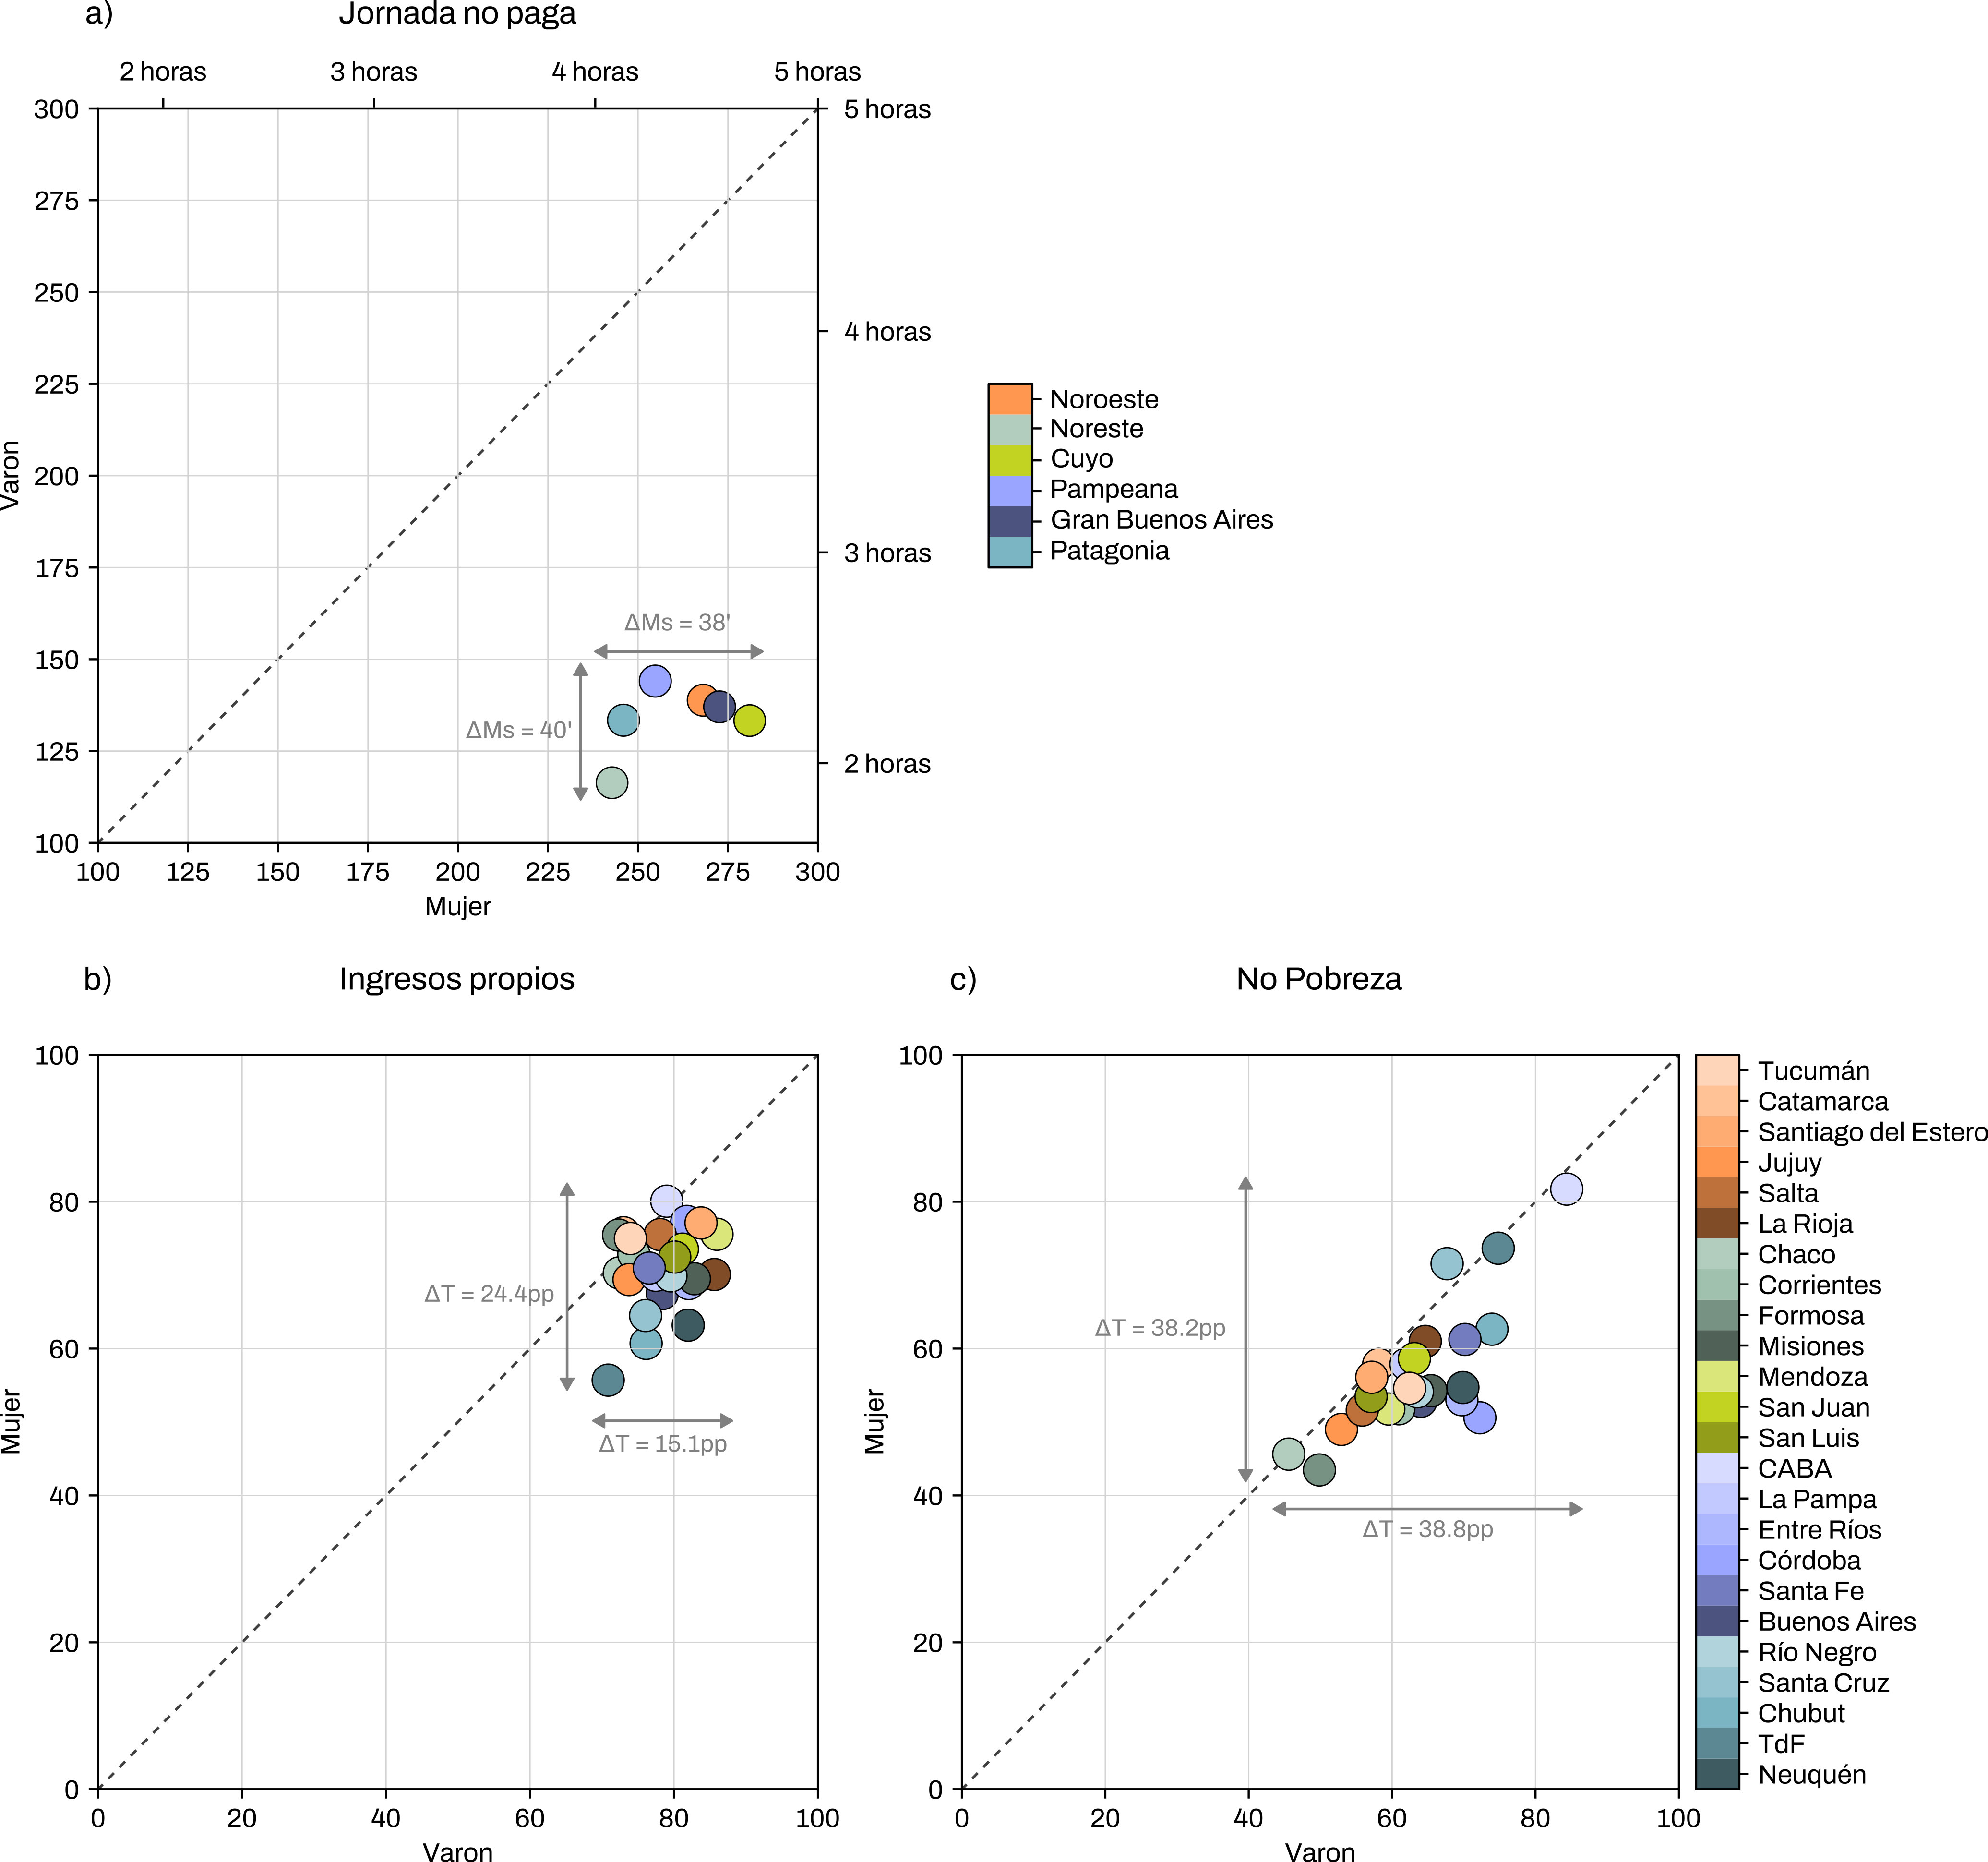 a) Jornada no paga
2 horas 3 horas 4 horas 5 horas
300 5 horas
275
250
4 horas
225
Noroeste
Noreste
Cuyo
Pampeana
Gran Buenos Aires
Patagonia
200
Varon
175
3 horas
150
ΔMs = 38'
ΔMs = 40'
125
2 horas
100
100 125 150 175 200 225 250 275 300
Mujer
b) Ingresos propios
100
80
60
40
20
0
Mujer
ΔT = 24.4pp
ΔT = 15.1pp
0 20 40 60 80 100
Varon
c) No Pobreza
100
80
60
40
20
0
Mujer
ΔT = 38.2pp
ΔT = 38.8pp
0 20 40 60 80 100
Varon
Tucumán
Catamarca
Santiago del Estero
Jujuy
Salta
La Rioja
Chaco
Corrientes
Formosa
Misiones
Mendoza
San Juan
San Luis
CABA
La Pampa
Entre Ríos
Córdoba
Santa Fe
Buenos Aires
Río Negro
Santa Cruz
Chubut
TdF
Neuquén